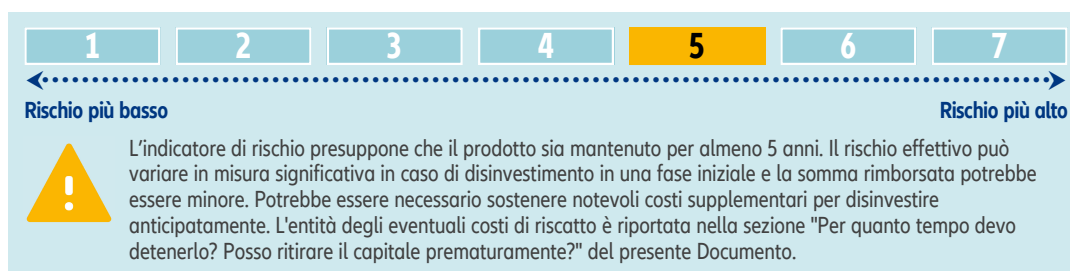 1 2 3 4 5 6 7
Rischio più basso Rischio più alto
L'indicatore di rischio presuppone che il prodotto sia mantenuto per almeno 5 anni. Il rischio effettivo può
variare in misura significativa in caso di disinvestimento in una fase iniziale e la somma rimborsata potrebbe
essere minore. Potrebbe essere necessario sostenere notevoli costi supplementari per disinvestire
anticipatamente. L'entità degli eventuali costi di riscatto è riportata nella sezione "Per quanto tempo devo
detenerlo? Posso ritirare il capitale prematuramente?" del presente Documento.